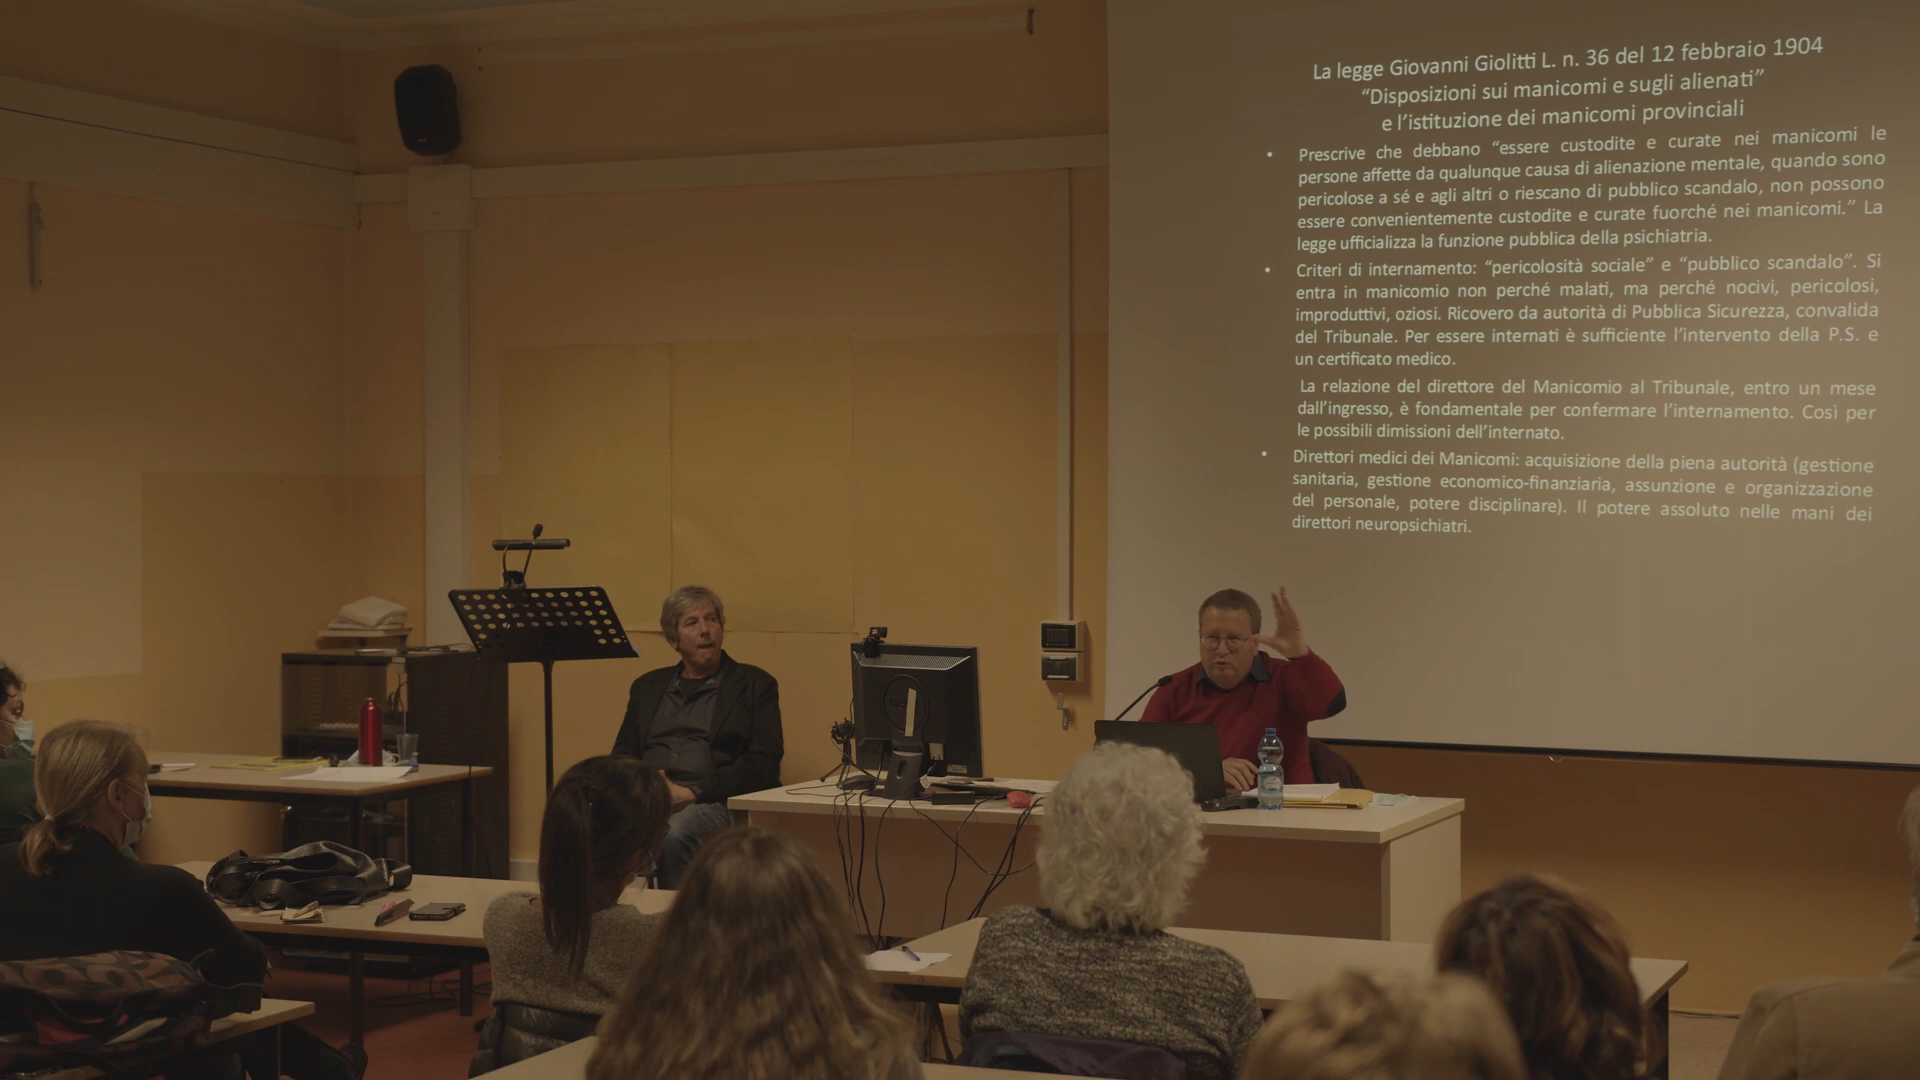 La legge Giovanni Giolitti L. n. 36 del 12 febbraio 1904
“Disposizioni sui manicomi e sugli alienati”
e l’istituzione dei manicomi provinciali
• Prescrive che debbano “essere custodite e curate nei manicomi le
persone affette da qualunque causa di alienazione mentale, quando sono
pericolose a sé e agli altri o riescano di pubblico scandalo, non possono
essere convenientemente custodite e curate fuorché nei manicomi.” La
legge ufficializza la funzione pubblica della psichiatria.
• Criteri di internamento: “pericolosità sociale” e “pubblico scandalo”. Si
entra in manicomio non perché malati, ma perché nocivi, pericolosi,
improduttivi, oziosi. Ricovero da autorità di Pubblica Sicurezza, convalida
del Tribunale. Per essere internati è sufficiente l’intervento della P.S. e
un certificato medico.
La relazione del direttore del Manicomio al Tribunale, entro un mese
dall’ingresso, è fondamentale per confermare l’internamento. Così per
le possibili dimissioni dell’internato.
• Direttori medici dei Manicomi: acquisizione della piena autorità (gestione
sanitaria, gestione economico-finanziaria, assunzione e organizzazione
del personale, potere disciplinare). Il potere assoluto nelle mani dei
direttori neuropsichiatri.